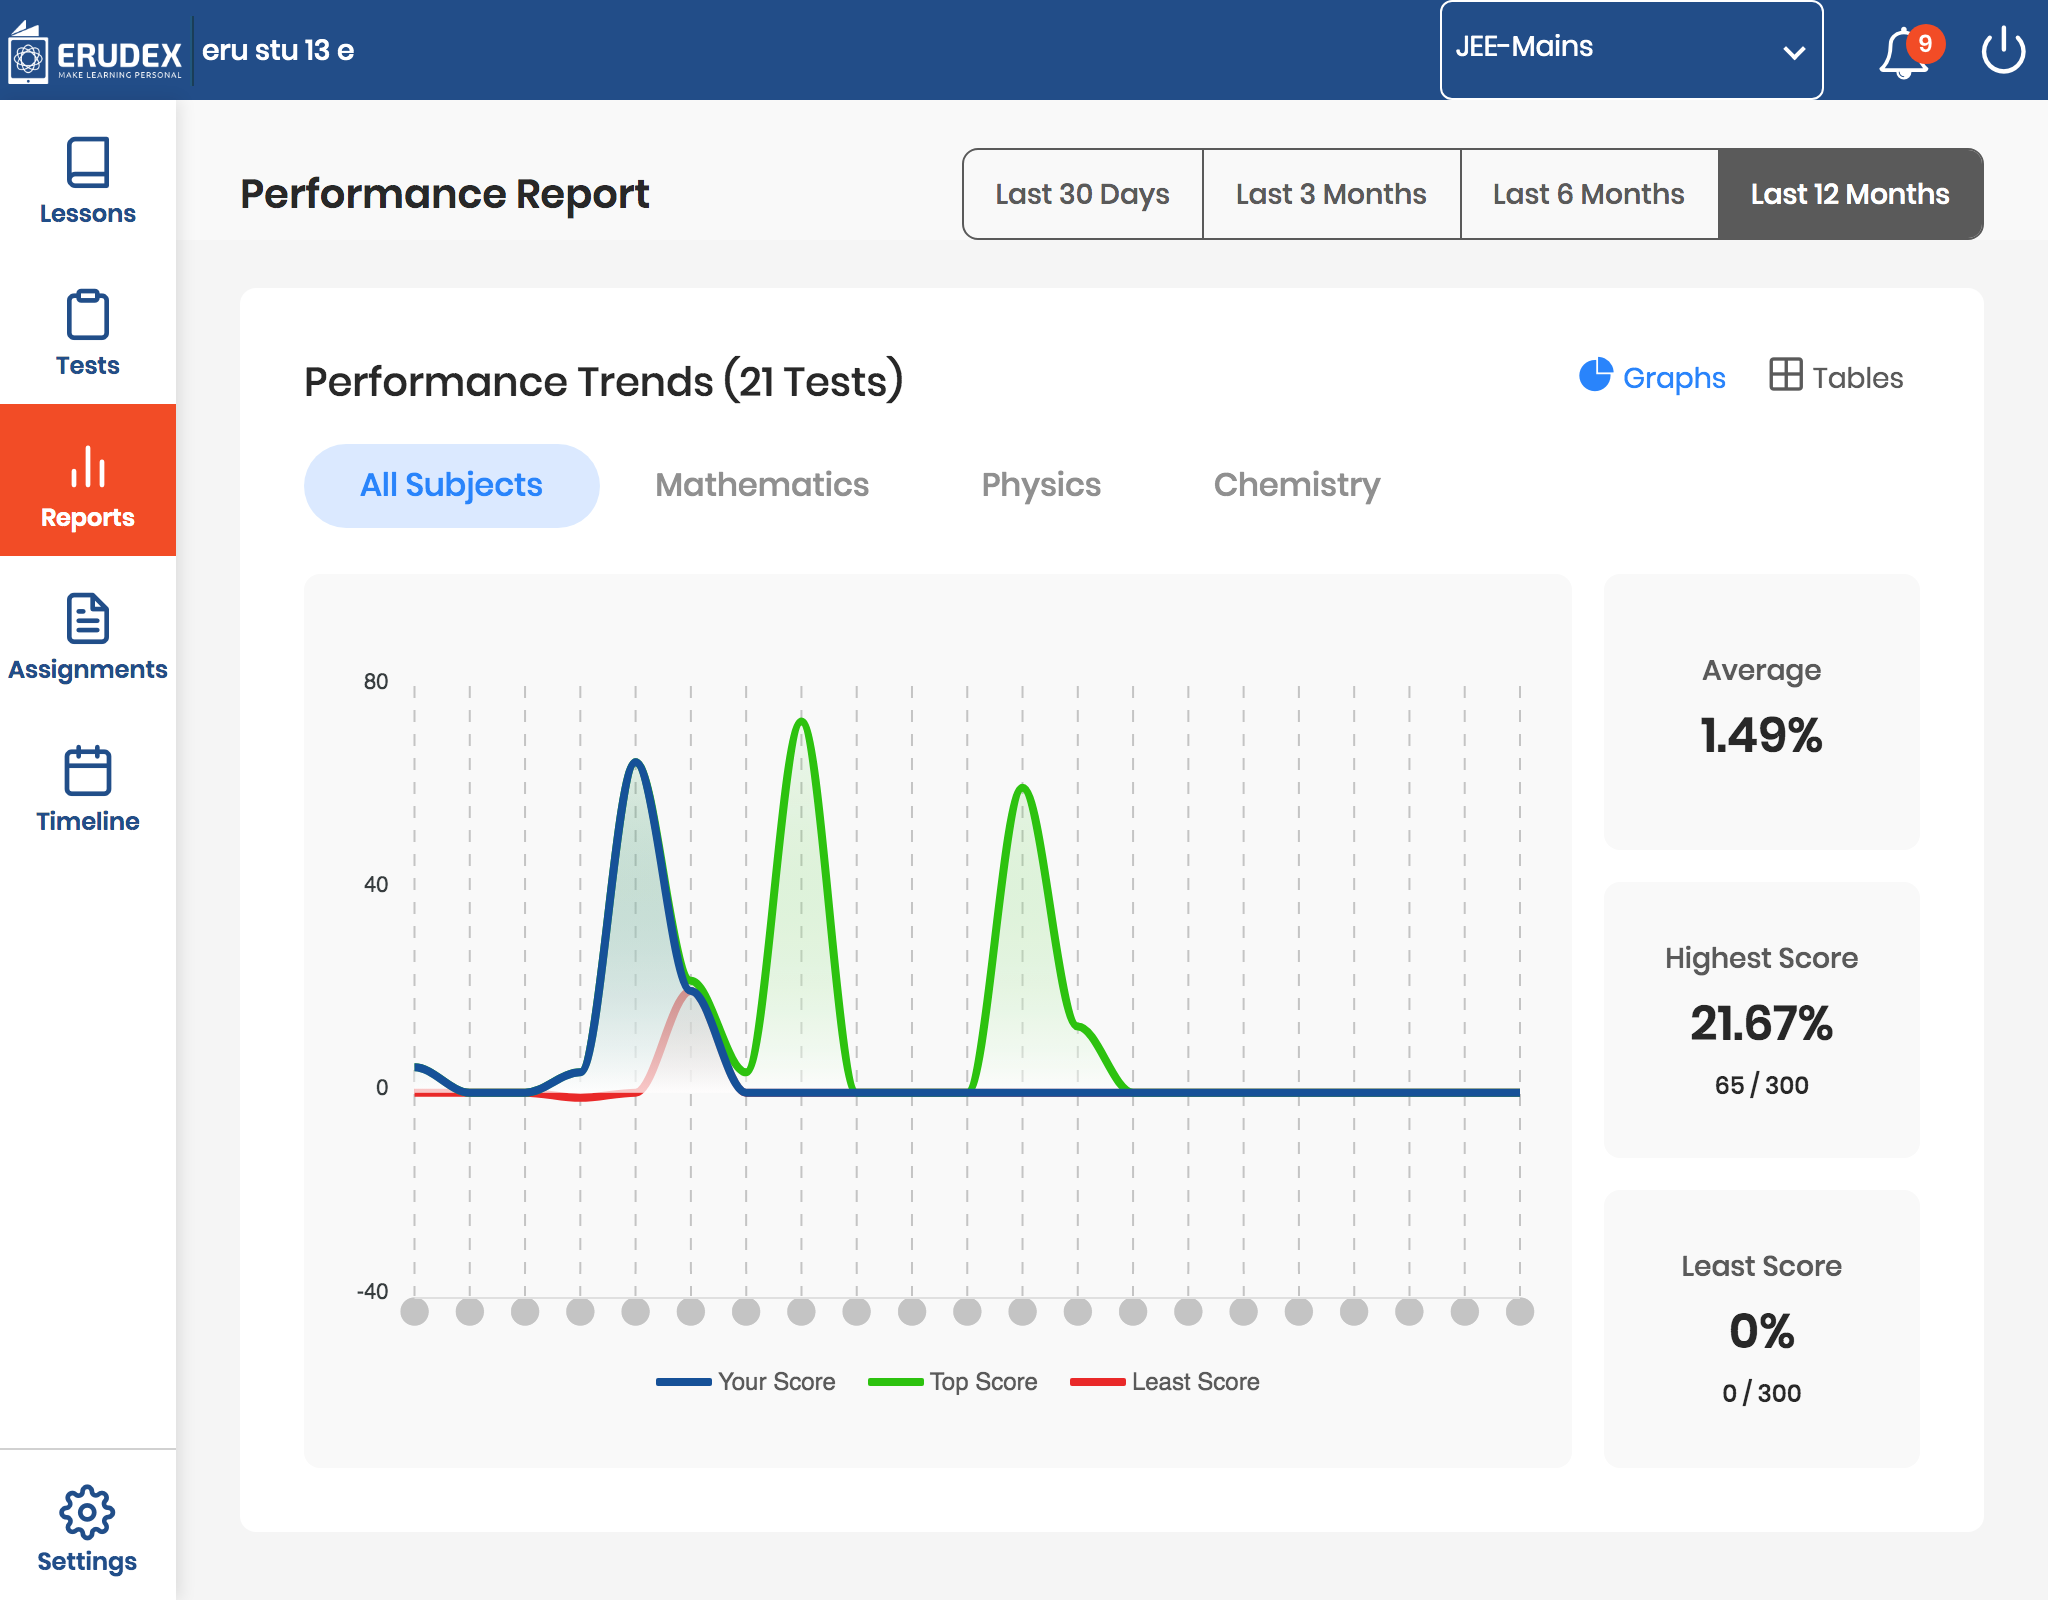 ERUDEX
MAKE LEARNING PERSONAL
eru stu 13 e
JEE-Mains
9
Lessons
Tests
Reports
Assignments
Timeline
Settings
Performance Report
Last 30 Days
Last 3 Months
Last 6 Months
Last 12 Months
Performance Trends (21 Tests)
Graphs
Tables
All Subjects
Mathematics
Physics
Chemistry
80
40
0
-40
Your Score
Top Score
Least Score
Average
1.49%
Highest Score
21.67%
65 / 300
Least Score
0%
0 / 300